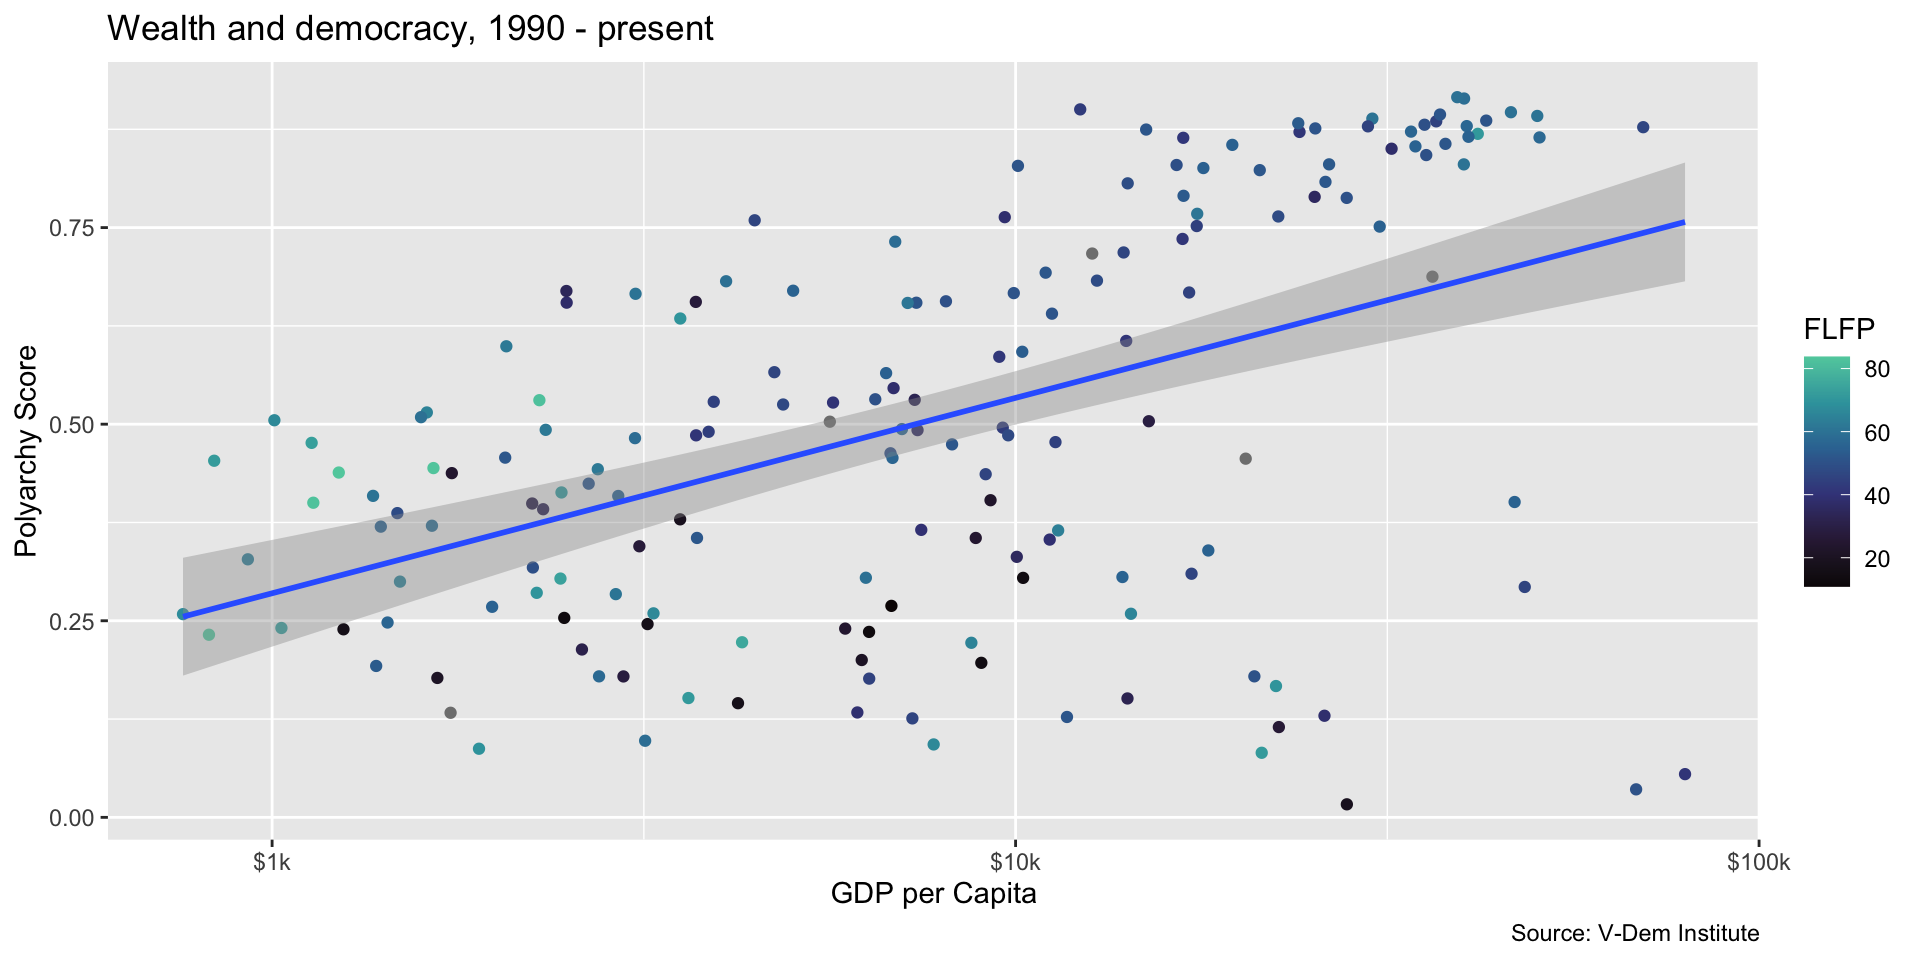 Wealth and democracy, 1990 - present
Polyarchy Score
0.75
0.50
0.25
0.00
$1k
$10k
$100k
GDP per Capita
FLFP
80
60
40
20
Source: V-Dem Institute